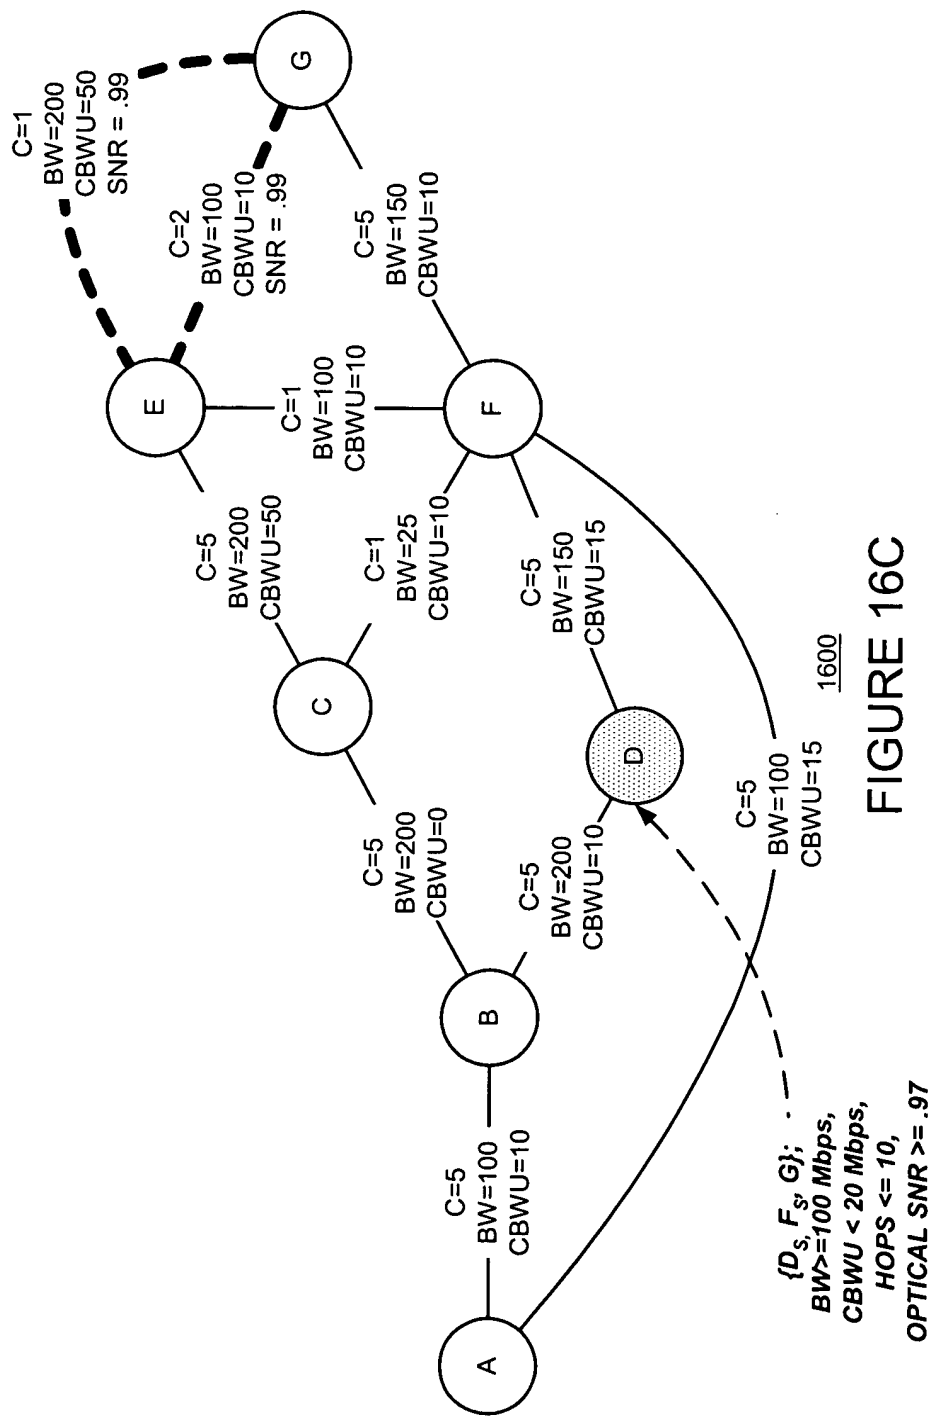 C=1
BW=200
CBWU=50
SNR = .99
G
C=2
BW=100
CBWU=10
SNR = .99
C=5
BW=150
CBWU=10
E
C=1
BW=100
CBWU=10
F
C=5
BW=200
CBWU=50
C=1
BW=25
CBWU=10
C=5
BW=150
CBWU=15
C
D
C=5
BW=200
CBWU=0
C=5
BW=200
CBWU=10
B
C=5
BW=100
CBWU=15
C=5
BW=100
CBWU=10
A
{DS, FS, G};
BW>=100 Mbps,
CBWU < 20 Mbps,
HOPS <= 10,
OPTICAL SNR >= .97
1600
FIGURE 16C